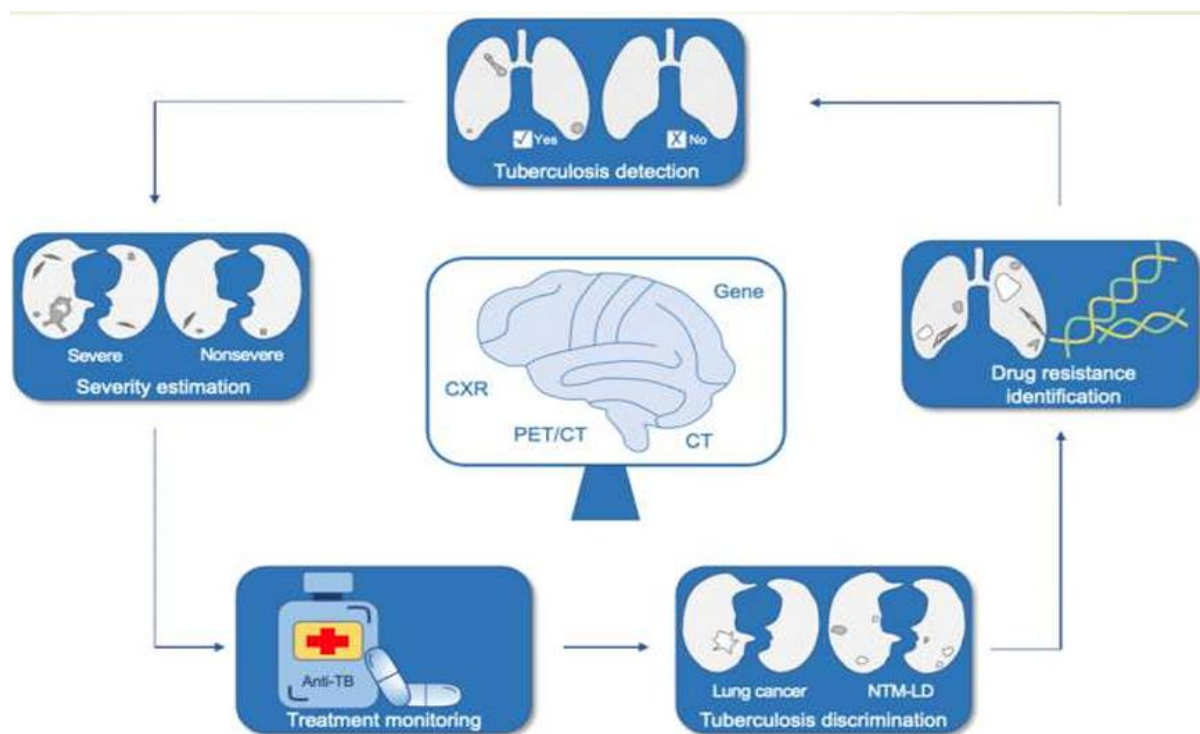 Yes
No
Tuberculosis detection
Severe
Nonsevere
Severity estimation
Gene
CXR
PET/CT
CT
Drug resistance
identification
Anti-TB
Treatment monitoring
Lung cancer
NTM-LD
Tuberculosis discrimination